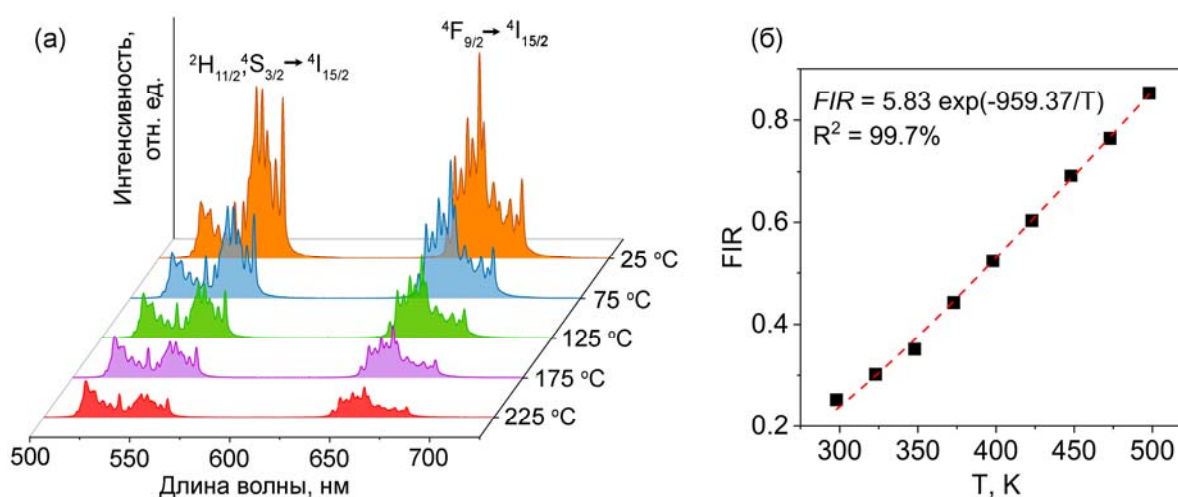 (а)
Интенсивность,
отн. ед.
²H₁₁/₂,⁴S₃/₂→⁴I₁₅/₂
⁴F₉/₂→⁴I₁₅/₂
25 °C
75 °C
125 °C
175 °C
225 °C
500 550 600 650 700
Длина волны, нм
(б)
FIR = 5.83 exp(-959.37/T)
R² = 99.7%
0.8
0.6
0.4
0.2
FIR
300 350 400 450 500
T, K